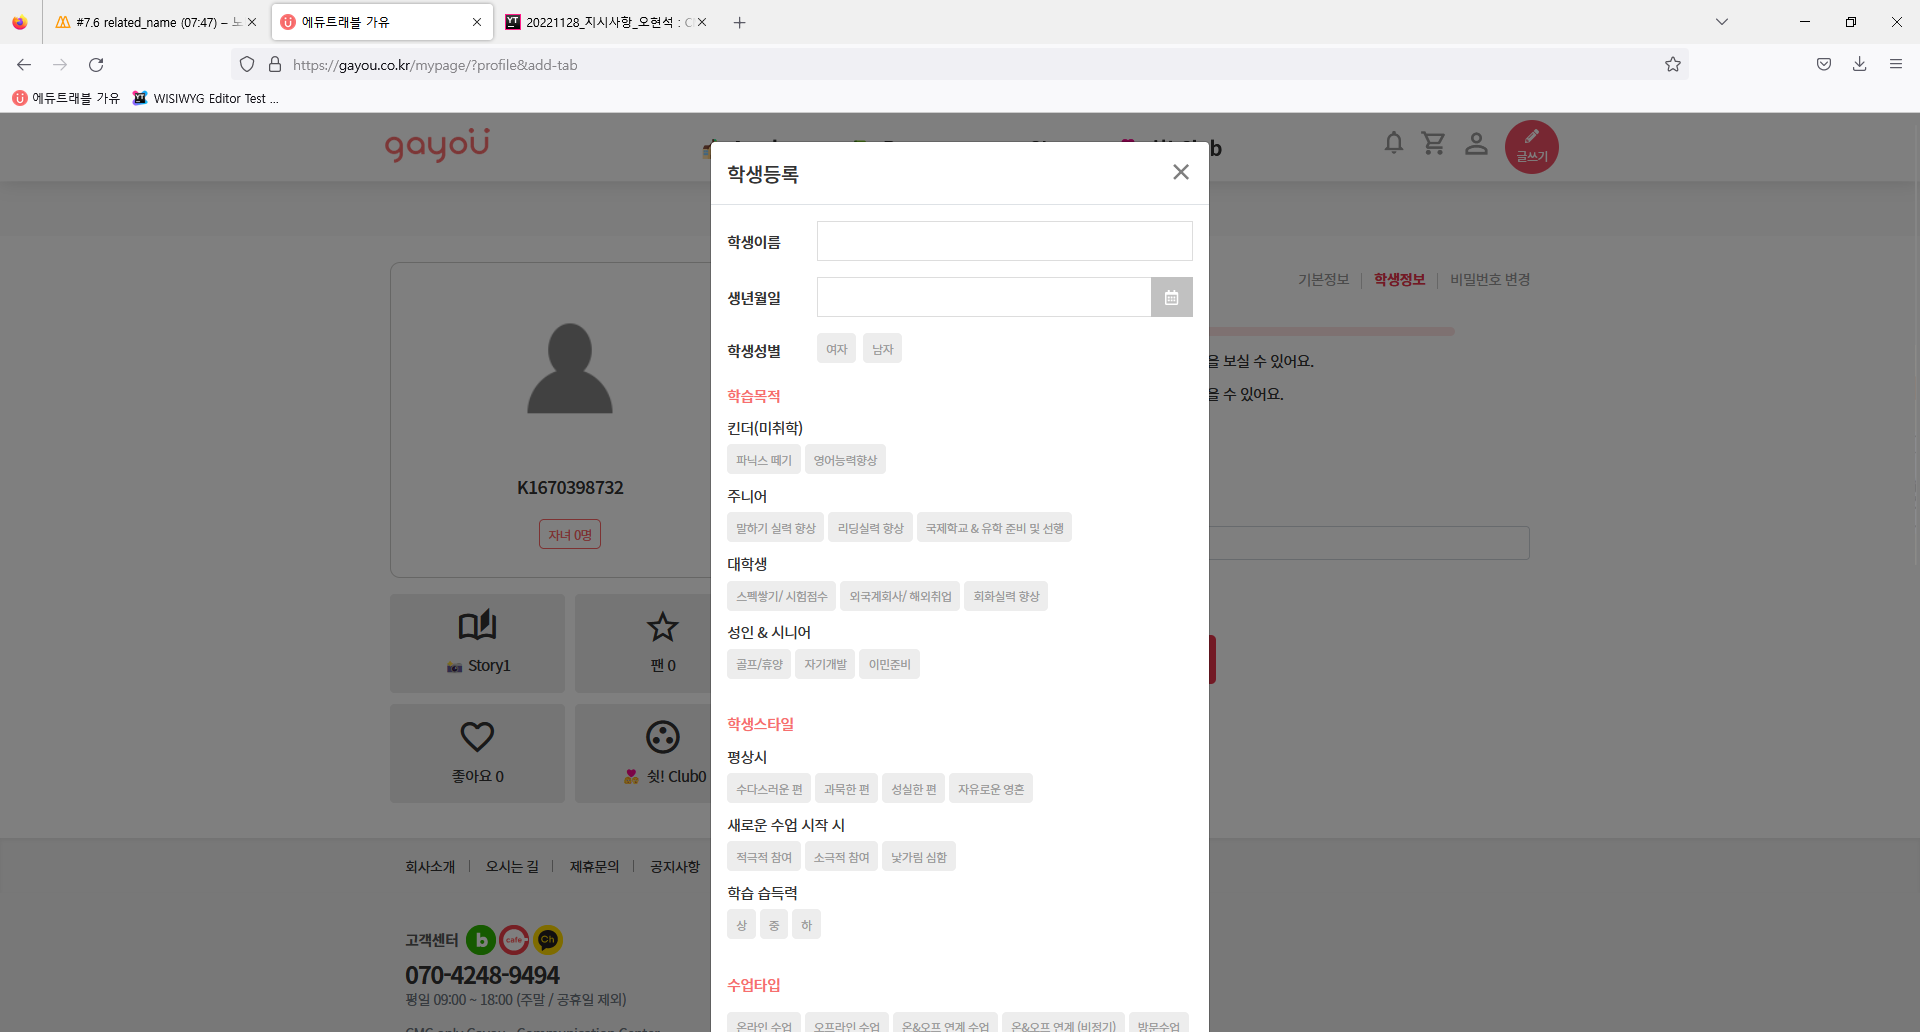 #7.6 related_name (07:47) – 노
에듀트래블 가유
20221128_지시사항_오현석 : C
https://gayou.co.kr/mypage/?profile&add-tab
에듀트래블 가유
WISIWYG Editor Test ...
gayoü
글쓰기
학생등록
학생이름
생년월일
학생성별
여자
남자
기본정보
학생정보
비밀번호 변경
을 보실 수 있어요.
을 수 있어요.
K1670398732
자녀 0명
Story1
팬 0
좋아요 0
쉿! Club0
학습목적
킨더(미취학)
파닉스 떼기
영어능력향상
주니어
말하기 실력 향상
리딩실력 향상
국제학교 & 유학 준비 및 선행
대학생
스펙쌓기/ 시험점수
외국계회사/ 해외취업
회화실력 향상
성인 & 시니어
골프/휴양
자기개발
이민준비
학생스타일
평상시
수다스러운 편
과묵한 편
성실한 편
자유로운 영혼
새로운 수업 시작 시
적극적 참여
소극적 참여
낯가림 심함
학습 습득력
상
중
하
수업타입
온라인 수업
오프라인 수업
온&오프 연계 수업
온&오프 연계 (비정기)
방문수업
회사소개
오시는 길
제휴문의
공지사항
고객센터
b
cafe
Ch
070-4248-9494
평일 09:00 ~ 18:00 (주말 / 공휴일 제외)